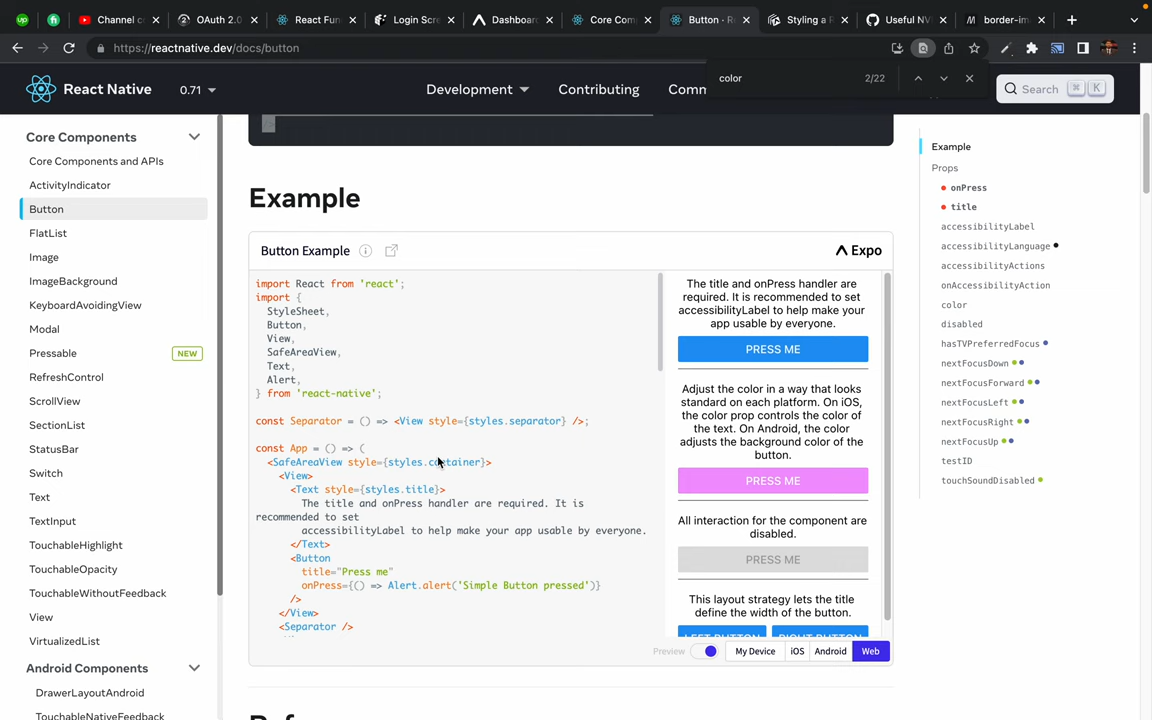 Channel c
OAuth 2.0
React Fun
Login Scre
Dashboar
Core Com
Button · R
Styling a R
Useful NV
border-im
https://reactnative.dev/docs/button
color
2/22
React Native
0.71
Development
Contributing
Comm
Search
⌘ K
Core Components
Core Components and APIs
ActivityIndicator
Button
FlatList
Image
ImageBackground
KeyboardAvoidingView
Modal
Pressable
NEW
RefreshControl
ScrollView
SectionList
StatusBar
Switch
Text
TextInput
TouchableHighlight
TouchableOpacity
TouchableWithoutFeedback
View
VirtualizedList
Android Components
DrawerLayoutAndroid
TouchableNativeFeedback
Example
Button Example
Expo
import React from 'react';
import {
  StyleSheet,
  Button,
  View,
  SafeAreaView,
  Text,
  Alert,
} from 'react-native';
const Separator = () => <View style={styles.separator} />;
const App = () => (
  <SafeAreaView style={styles.container}>
    <View>
      <Text style={styles.title}>
        The title and onPress handler are required. It is
recommended to set
        accessibilityLabel to help make your app usable by everyone.
      </Text>
      <Button
        title="Press me"
        onPress={() => Alert.alert('Simple Button pressed')}
      />
    </View>
    <Separator />
The title and onPress handler are
required. It is recommended to set
accessibilityLabel to help make your
app usable by everyone.
PRESS ME
Adjust the color in a way that looks
standard on each platform. On iOS,
the color prop controls the color of
the text. On Android, the color
adjusts the background color of the
button.
PRESS ME
All interaction for the component are
disabled.
PRESS ME
This layout strategy lets the title
define the width of the button.
LEFT BUTTON
RIGHT BUTTON
Preview
My Device
iOS
Android
Web
Example
Props
onPress
title
accessibilityLabel
accessibilityLanguage
accessibilityActions
onAccessibilityAction
color
disabled
hasTVPreferredFocus
nextFocusDown
nextFocusForward
nextFocusLeft
nextFocusRight
nextFocusUp
testID
touchSoundDisabled